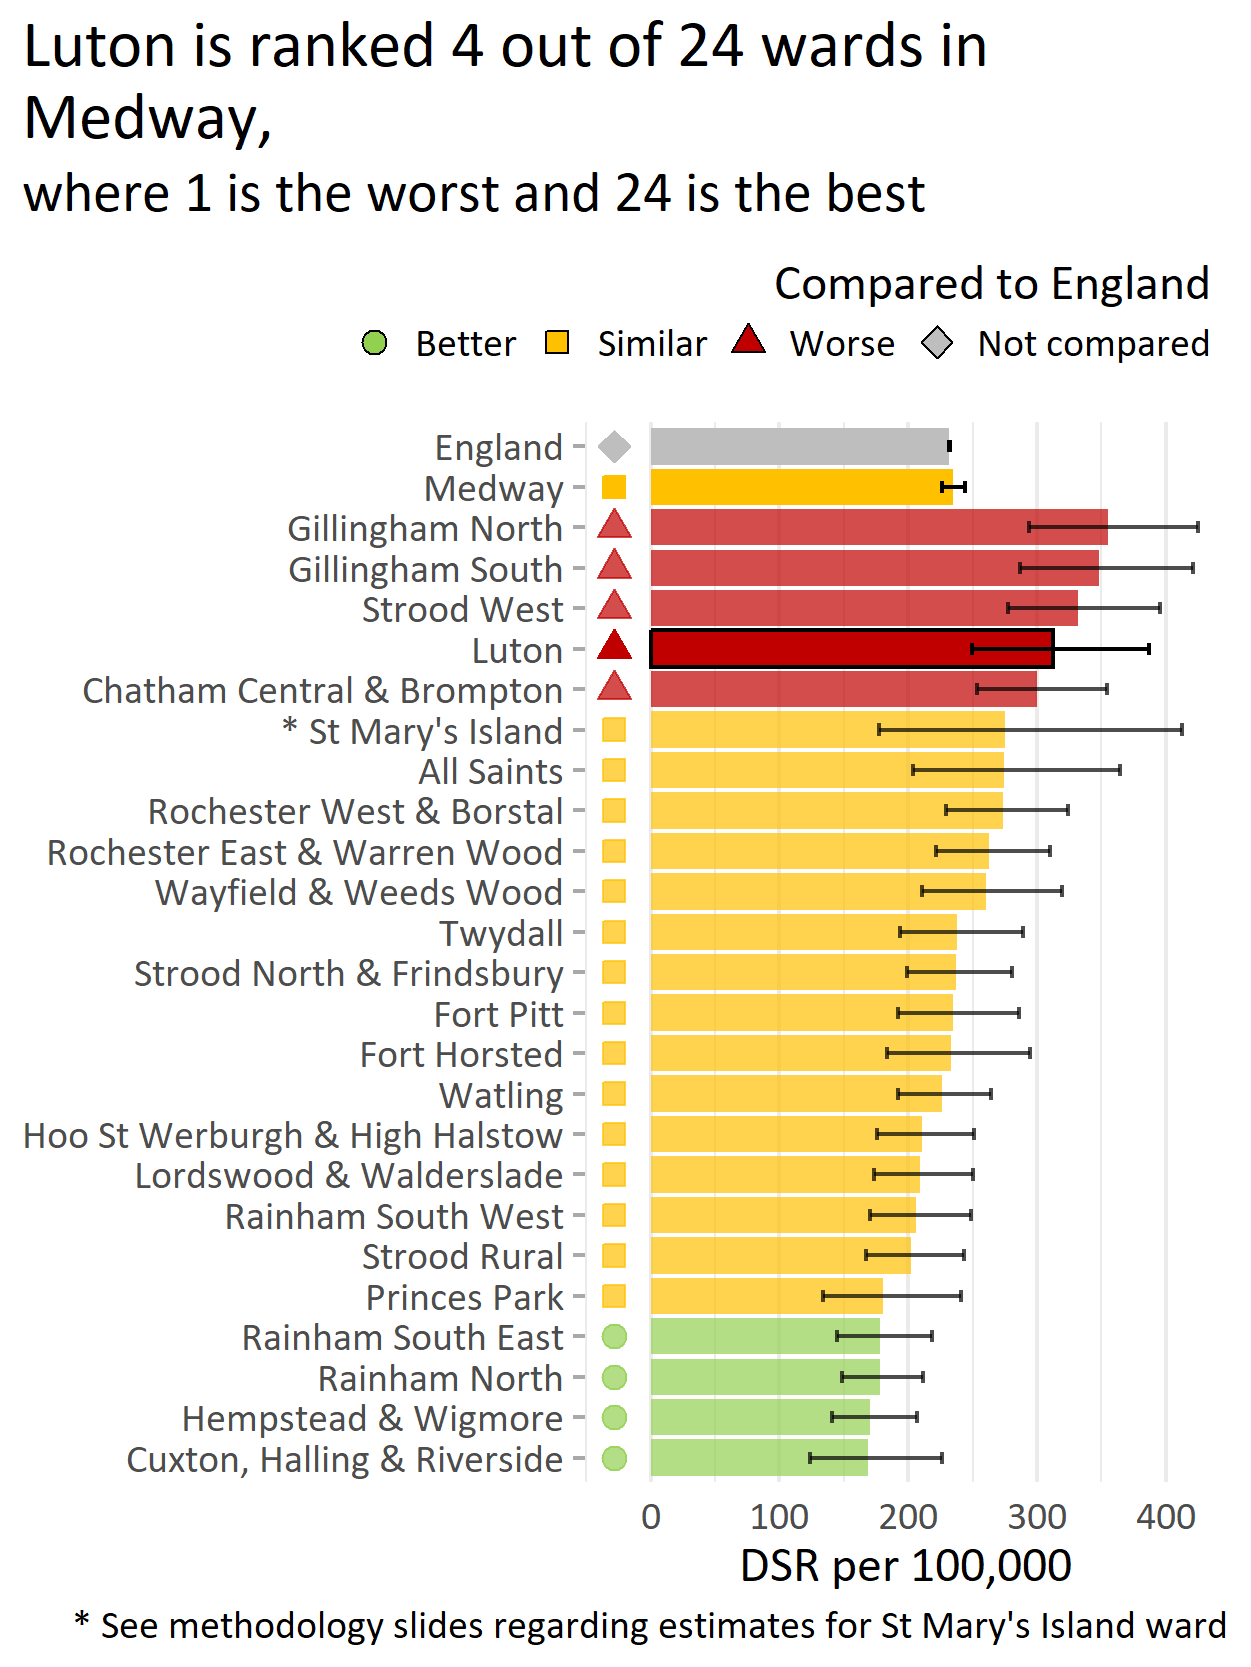 Luton is ranked 4 out of 24 wards in
Medway,
where 1 is the worst and 24 is the best
Compared to England
Better Similar Worse Not compared
England
Medway
Gillingham North
Gillingham South
Strood West
Luton
Chatham Central & Brompton
* St Mary's Island
All Saints
Rochester West & Borstal
Rochester East & Warren Wood
Wayfield & Weeds Wood
Twydall
Strood North & Frindsbury
Fort Pitt
Fort Horsted
Watling
Hoo St Werburgh & High Halstow
Lordswood & Walderslade
Rainham South West
Strood Rural
Princes Park
Rainham South East
Rainham North
Hempstead & Wigmore
Cuxton, Halling & Riverside
0 100 200 300 400
DSR per 100,000
* See methodology slides regarding estimates for St Mary's Island ward